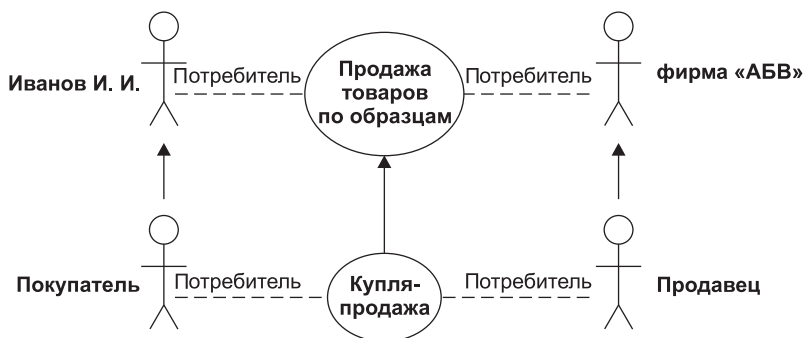 Иванов И. И.
Потребитель
Продажа
товаров
по образцам
Потребитель
фирма «АБВ»
Покупатель
Потребитель
Купля-
продажа
Потребитель
Продавец